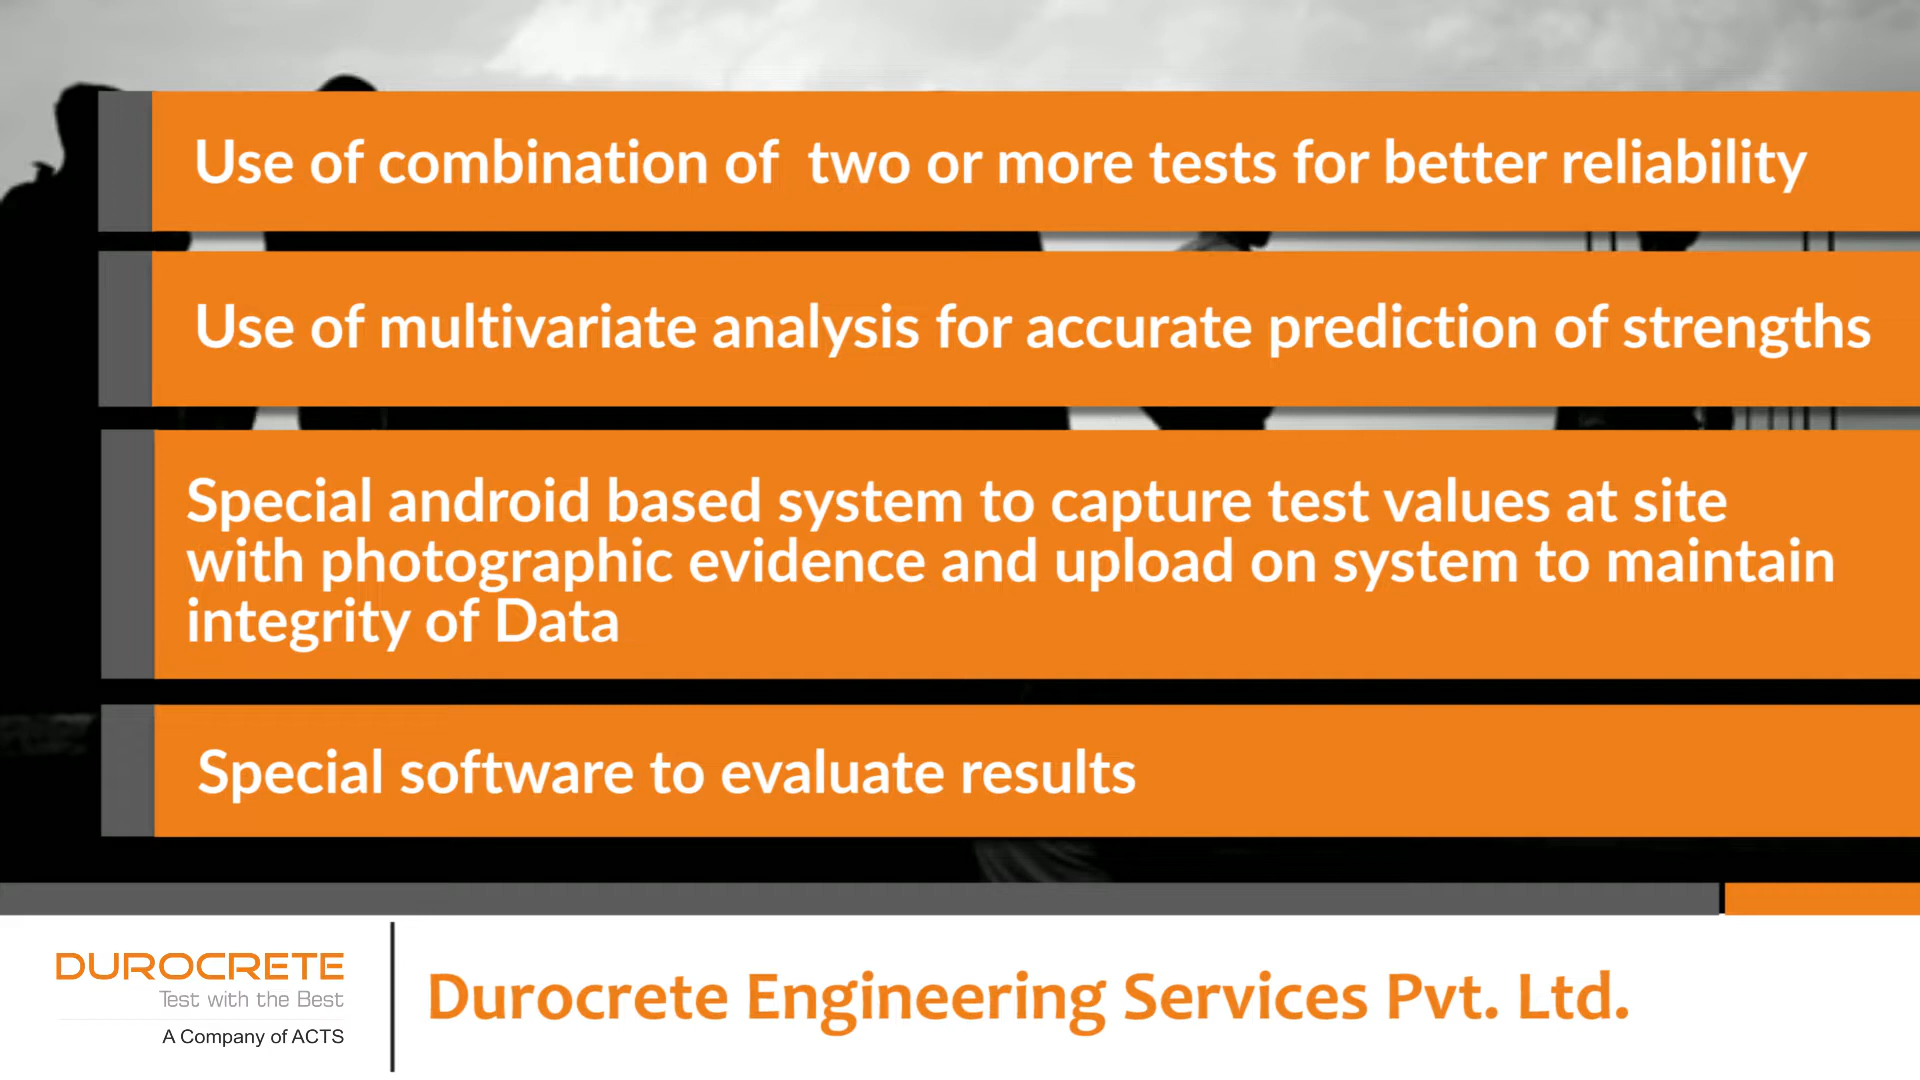 Use of combination of  two or more tests for better reliability
Use of multivariate analysis for accurate prediction of strengths
Special android based system to capture test values at site
with photographic evidence and upload on system to maintain
integrity of Data
Special software to evaluate results
DUROCRETE
Test with the Best
A Company of ACTS
Durocrete Engineering Services Pvt. Ltd.